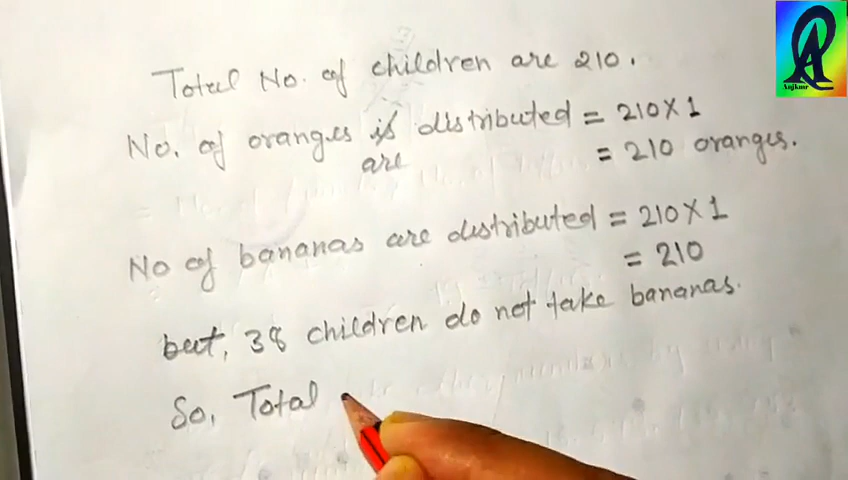 Total No. of children are 210.
No. of oranges is distributed = 210 X 1
are
= 210 oranges.
No of bananas are distributed = 210 X 1
= 210
but, 38 children do not take bananas.
So, Total
Anjkmr